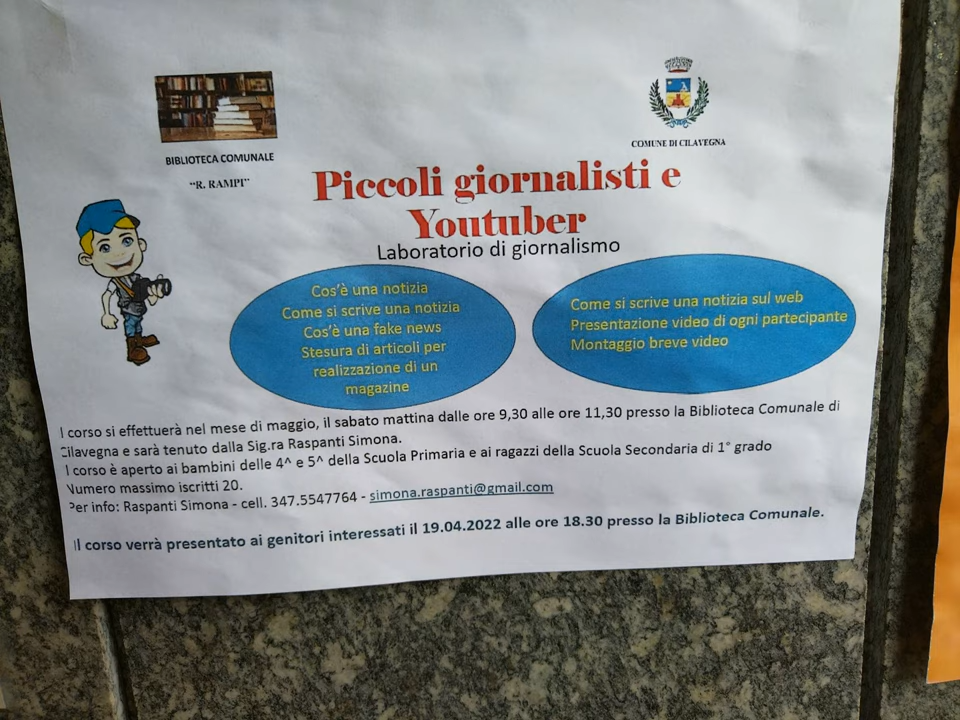 BIBLIOTECA COMUNALE
“R. RAMPI”
COMUNE DI CILAVEGNA
Piccoli giornalisti e
Youtuber
Laboratorio di giornalismo
Cos'è una notizia
Come si scrive una notizia
Cos'è una fake news
Stesura di articoli per
realizzazione di un
magazine
Come si scrive una notizia sul web
Presentazione video di ogni partecipante
Montaggio breve video
l corso si effettuerà nel mese di maggio, il sabato mattina dalle ore 9,30 alle ore 11,30 presso la Biblioteca Comunale di
Cilavegna e sarà tenuto dalla Sig.ra Raspanti Simona.
l corso è aperto ai bambini delle 4^ e 5^ della Scuola Primaria e ai ragazzi della Scuola Secondaria di 1° grado
Numero massimo iscritti 20.
Per info: Raspanti Simona - cell. 347.5547764 - simona.raspanti@gmail.com
Il corso verrà presentato ai genitori interessati il 19.04.2022 alle ore 18.30 presso la Biblioteca Comunale.